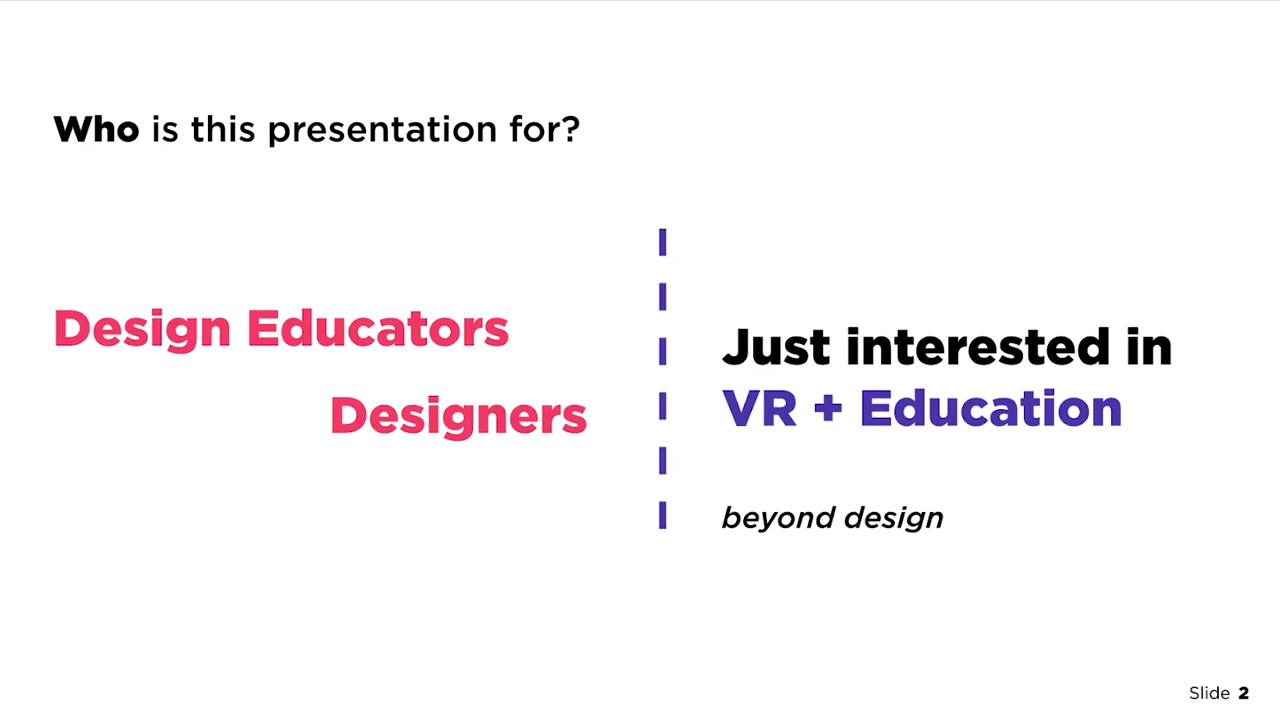 Who is this presentation for?
Design Educators
Designers
Just interested in
VR + Education
beyond design
Slide 2